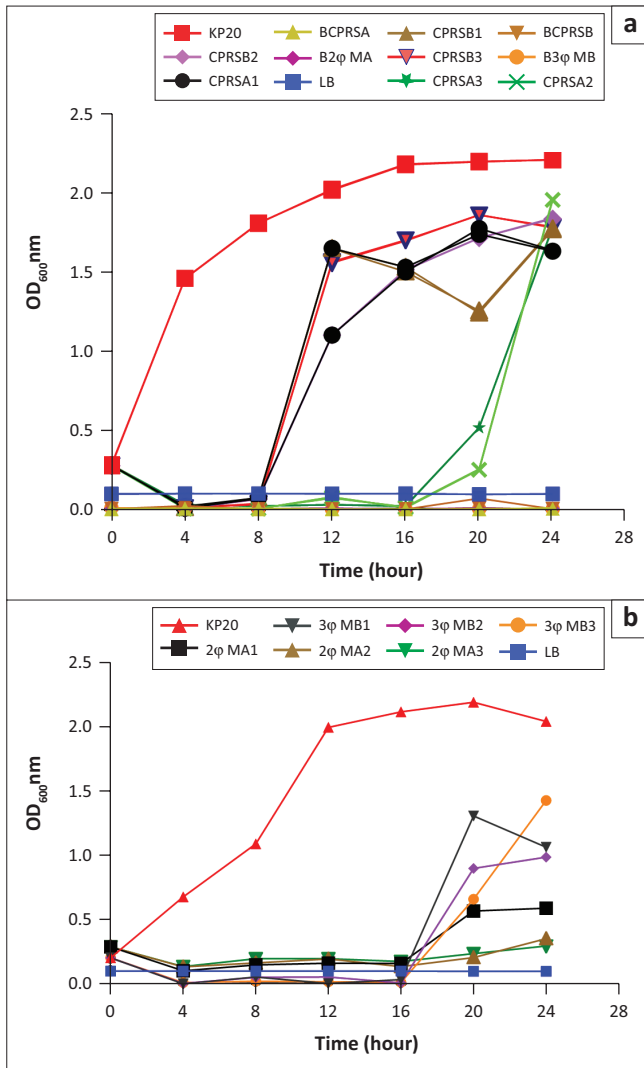 a
KP20 BCPRSA CPRSB1 BCPRSB
CPRSB2 B2φ MA CPRSB3 B3φ MB
CPRSA1 LB CPRSA3 CPRSA2
2.5
2.0
1.5
1.0
0.5
0.0
OD600nm
0 4 8 12 16 20 24 28
Time (hour)
b
KP20 3φ MB1 3φ MB2 3φ MB3
2φ MA1 2φ MA2 2φ MA3 LB
2.5
2.0
1.5
1.0
0.5
0.0
OD600nm
0 4 8 12 16 20 24 28
Time (hour)